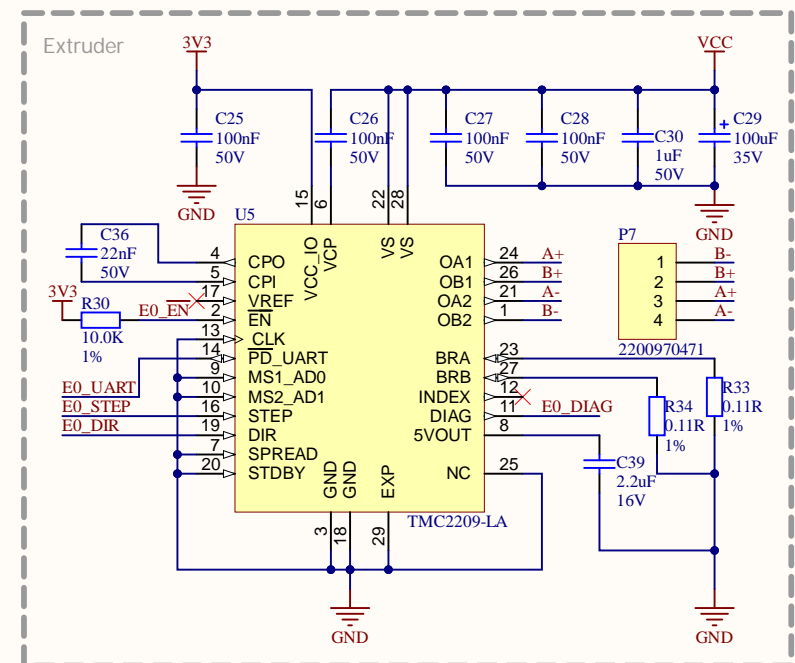 Extruder
3V3
VCC
C25
100nF
50V
C26
100nF
50V
C27
100nF
50V
C28
100nF
50V
C30
1uF
50V
+
C29
100uF
35V
GND
GND
15
6
22
28
U5
VCC_IO
VCP
VS
VS
C36
22nF
50V
3V3
R30
10.0K
1%
E0_EN
E0_UART
E0_STEP
E0_DIR
4 CPO
5 CPI
17 VREF
2 EN
13 CLK
14 PD_UART
9 MS1_AD0
10 MS2_AD1
16 STEP
19 DIR
7 SPREAD
20 STDBY
OA1 24 A+
OB1 26 B+
OA2 21 A-
OB2 1 B-
BRA 23
BRB 27
INDEX 12
DIAG 11 E0_DIAG
5VOUT 8
NC 25
GND
GND
EXP
3
18
29
TMC2209-LA
P7
1 B-
2 B+
3 A+
4 A-
2200970471
R33
0.11R
1%
R34
0.11R
1%
C39
2.2uF
16V
GND
GND